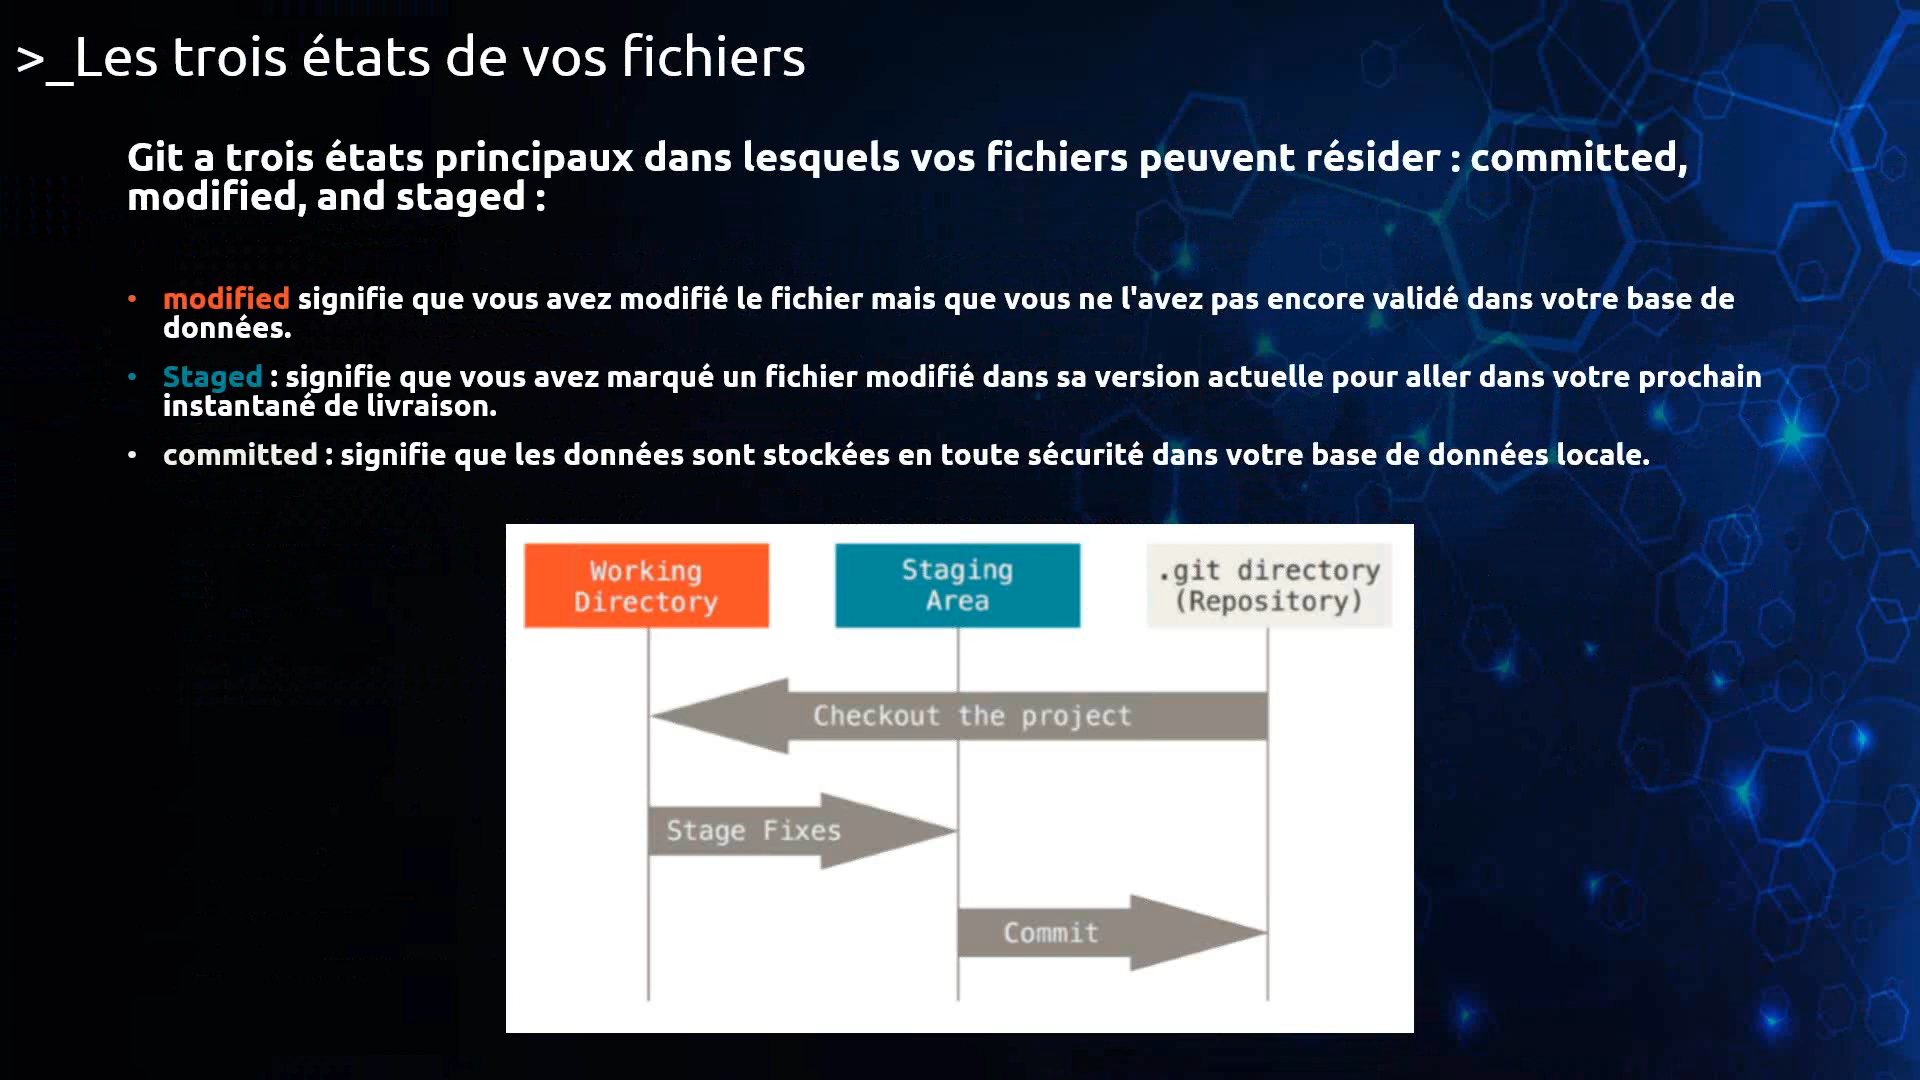 >_Les trois états de vos fichiers
Git a trois états principaux dans lesquels vos fichiers peuvent résider : committed,
modified, and staged :
• modified signifie que vous avez modifié le fichier mais que vous ne l'avez pas encore validé dans votre base de
données.
• Staged : signifie que vous avez marqué un fichier modifié dans sa version actuelle pour aller dans votre prochain
instantané de livraison.
• committed : signifie que les données sont stockées en toute sécurité dans votre base de données locale.
Working
Directory
Staging
Area
.git directory
(Repository)
Checkout the project
Stage Fixes
Commit